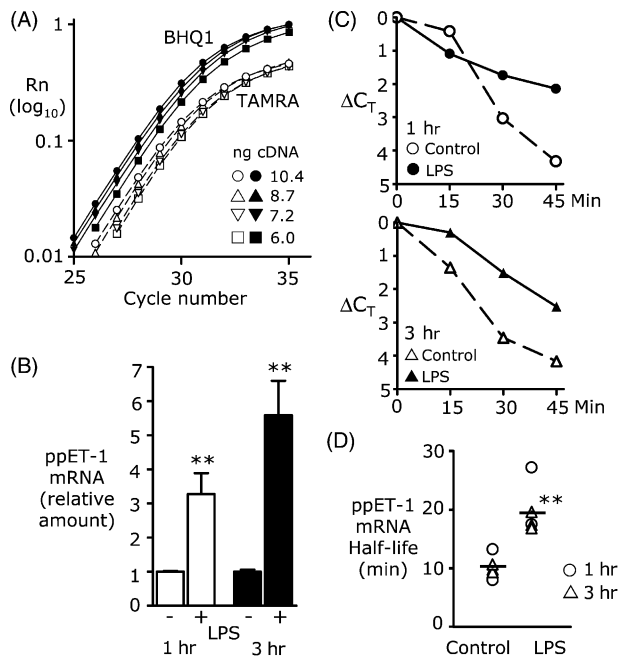 (A)
1
BHQ1
Rn
(log10)
TAMRA
0.1
ng cDNA
10.4
8.7
7.2
6.0
0.01
25 30 35
Cycle number
(B)
7
6
5
4
3
2
1
0
ppET-1
mRNA
(relative
amount)
**
**
- + - +
LPS
1 hr 3 hr
(C)
0
1
2
3
4
5
ΔCT
1 hr
Control
LPS
0 15 30 45 Min
0
1
2
3
4
5
ΔCT
3 hr
Control
LPS
0 15 30 45 Min
(D)
30
20
10
0
ppET-1
mRNA
Half-life
(min)
**
1 hr
3 hr
Control LPS